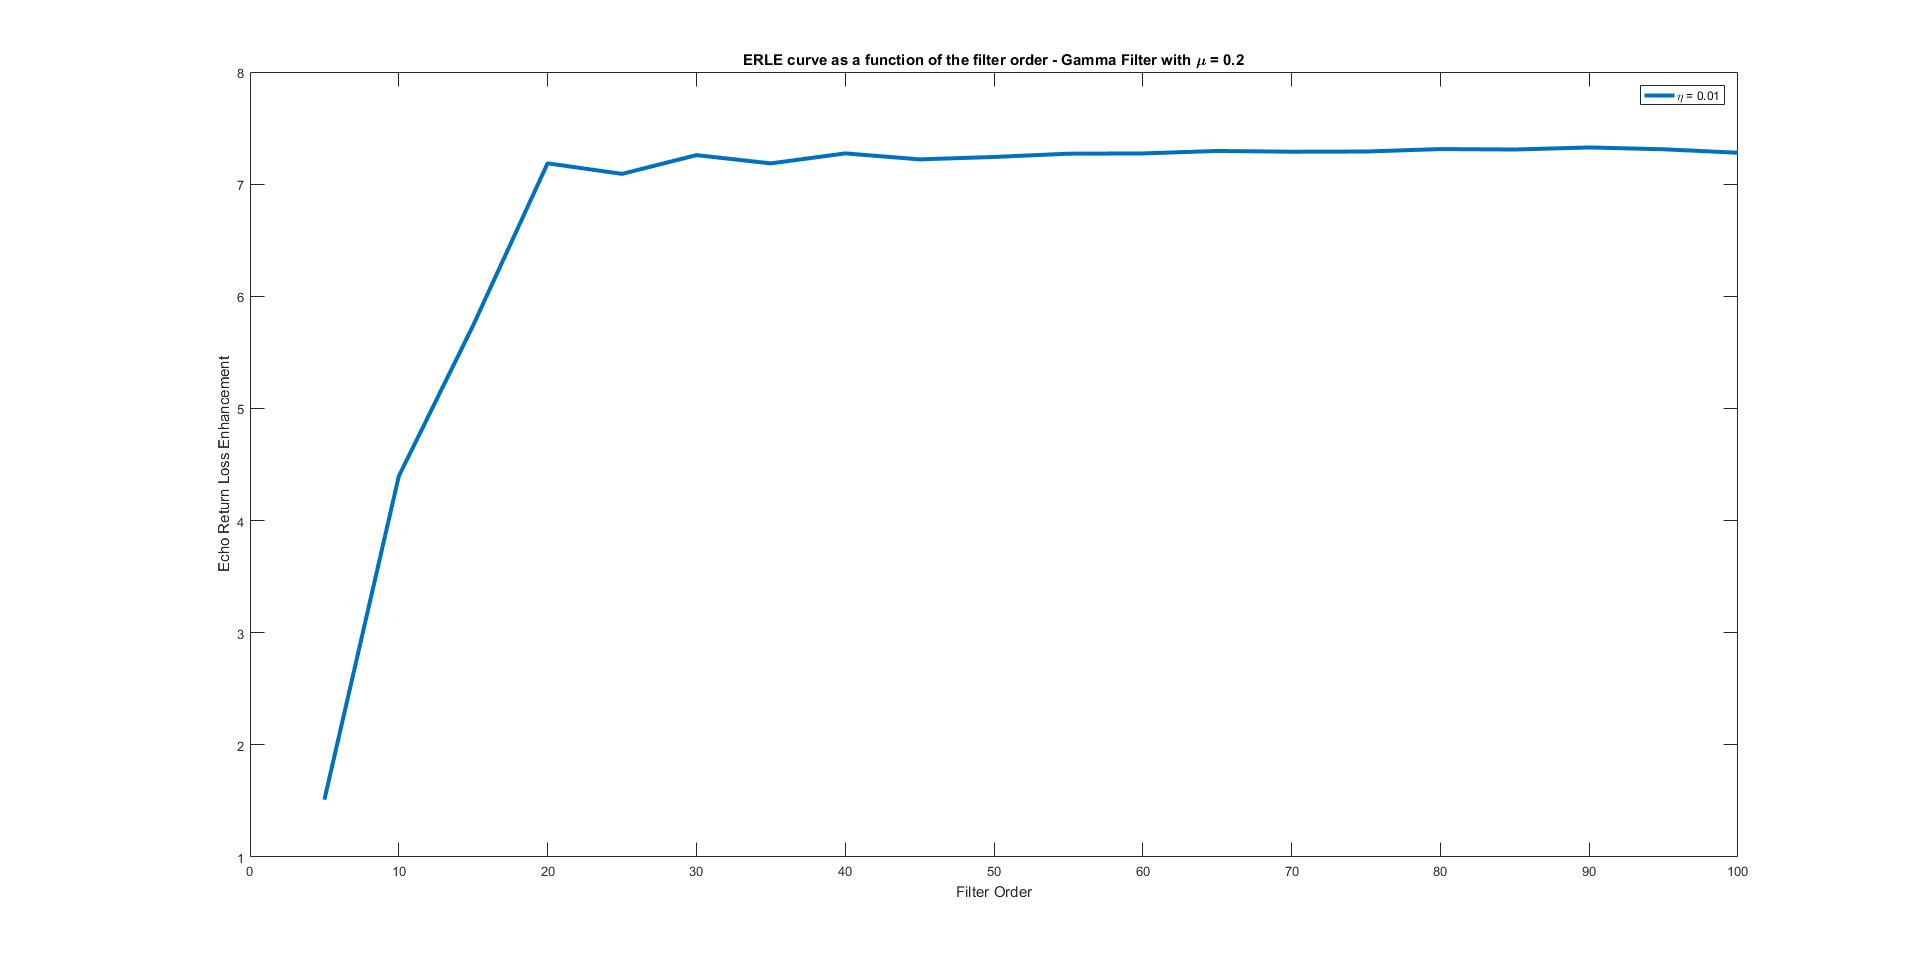 ERLE curve as a function of the filter order - Gamma Filter with μ = 0.2
η = 0.01
8
7
6
5
4
3
2
1
Echo Return Loss Enhancement
0 10 20 30 40 50 60 70 80 90 100
Filter Order